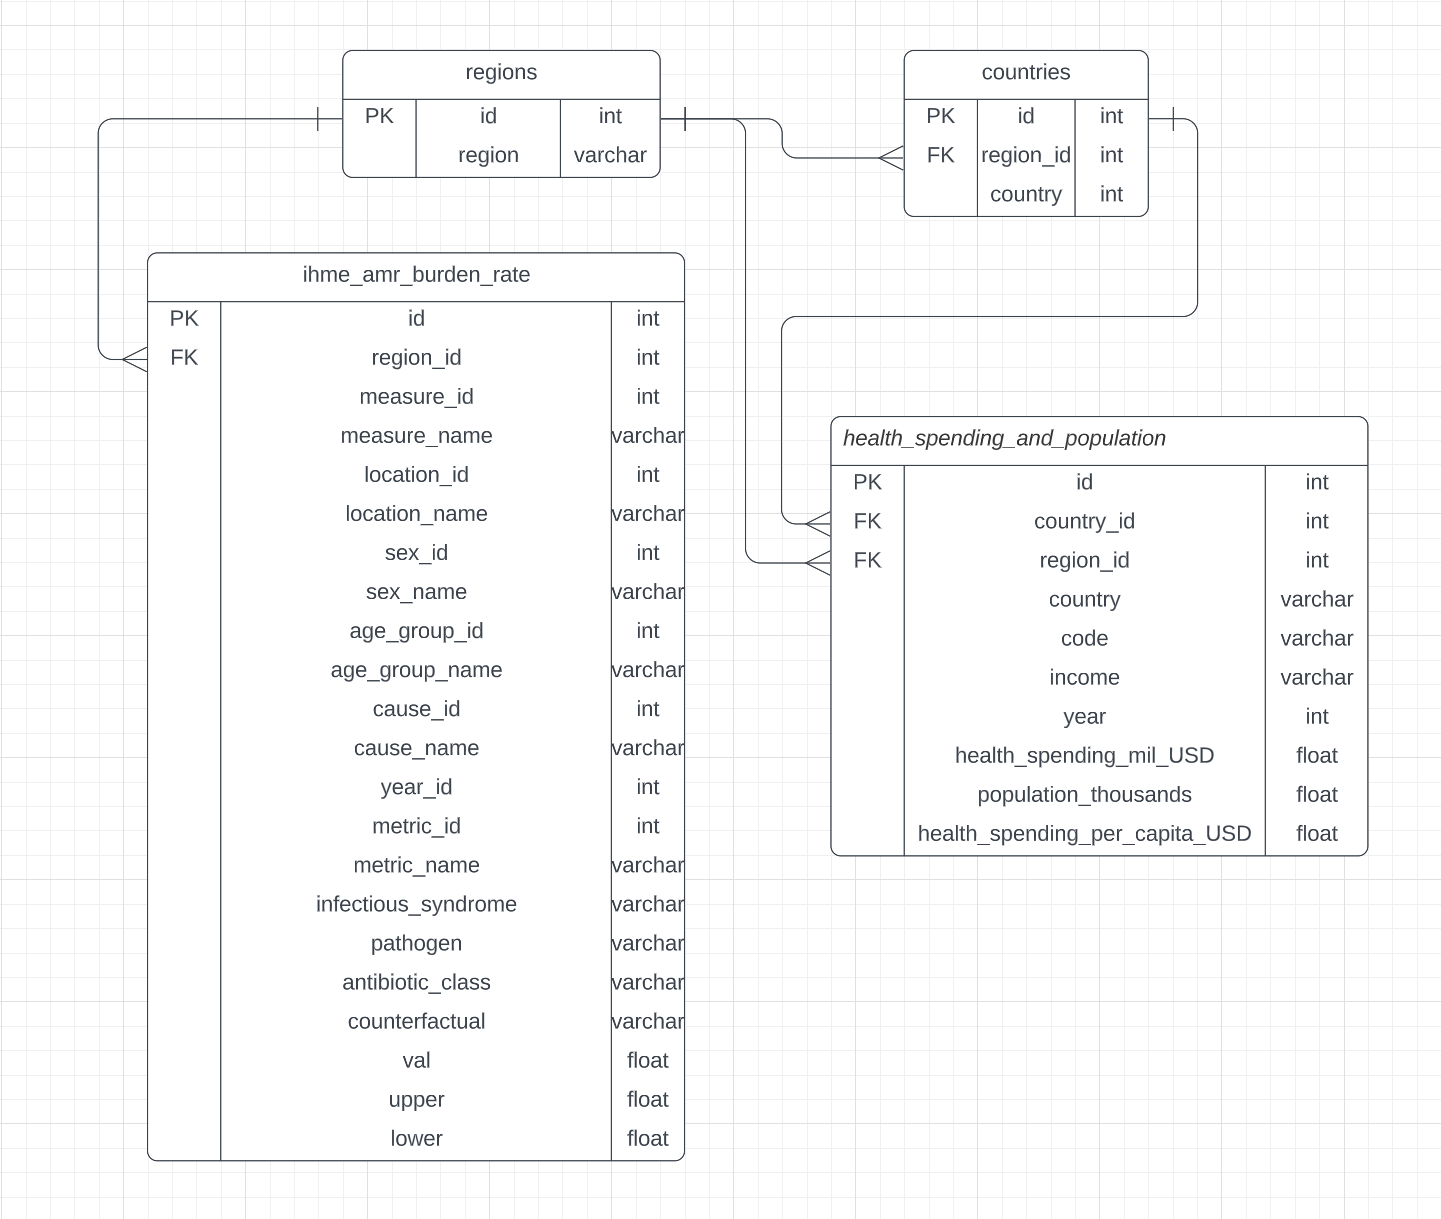 regions
PK id int
region varchar
countries
PK id int
FK region_id int
country int
ihme_amr_burden_rate
PK id int
FK region_id int
measure_id int
measure_name varchar
location_id int
location_name varchar
sex_id int
sex_name varchar
age_group_id int
age_group_name varchar
cause_id int
cause_name varchar
year_id int
metric_id int
metric_name varchar
infectious_syndrome varchar
pathogen varchar
antibiotic_class varchar
counterfactual varchar
val float
upper float
lower float
health_spending_and_population
PK id int
FK country_id int
FK region_id int
country varchar
code varchar
income varchar
year int
health_spending_mil_USD float
population_thousands float
health_spending_per_capita_USD float